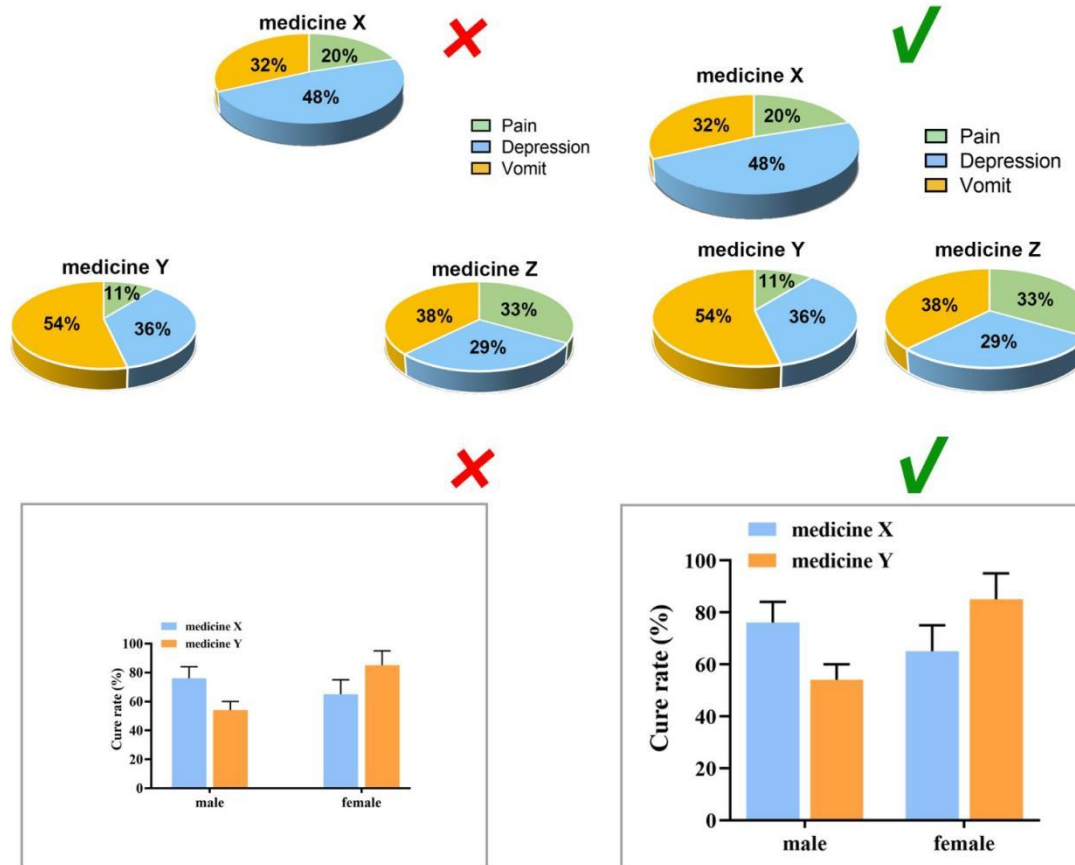 medicine X
32%
20%
48%
Pain
Depression
Vomit
medicine Y
11%
54%
36%
medicine Z
38%
33%
29%
medicine X
32%
20%
48%
Pain
Depression
Vomit
medicine Y
11%
54%
36%
medicine Z
38%
33%
29%
medicine X
medicine Y
100
80
60
40
20
0
Cure rate (%)
male female
medicine X
medicine Y
100
80
60
40
20
0
Cure rate (%)
male female